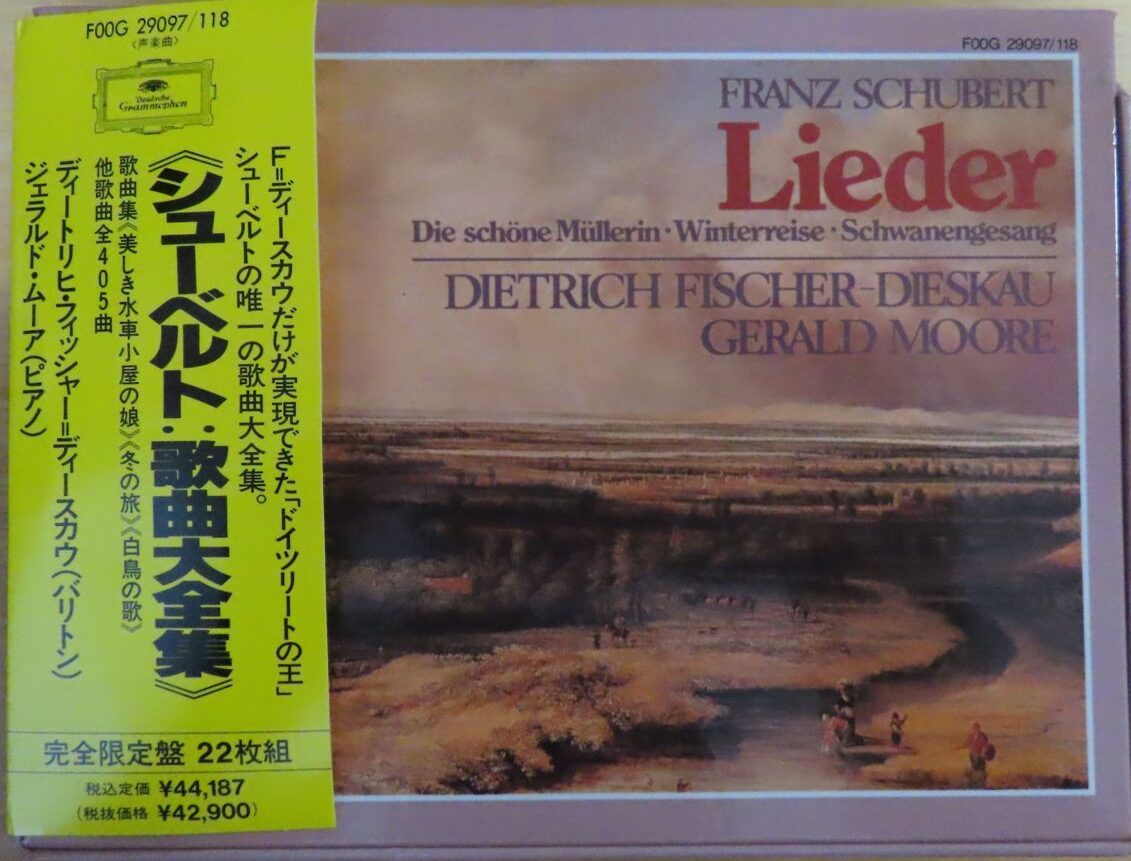 FOOG 29097/118
〈声楽曲〉
Deutsche
Grammophon
F=ディースカウだけが実現できた「ドイツリートの王」
シューベルトの唯一の歌曲大全集。
《シューベルト:歌曲大全集》
歌曲集《美しき水車小屋の娘》《冬の旅》《白鳥の歌》
他歌曲全405曲
ディートリヒ・フィッシャー=ディースカウ(バリトン)
ジェラルド・ムーア(ピアノ)
完全限定盤 22枚組
税込定価 ¥44,187
(税抜価格 ¥42,900)
FOOG 29097/118
FRANZ SCHUBERT
Lieder
Die schöne Müllerin・Winterreise・Schwanengesang
DIETRICH FISCHER-DIESKAU
GERALD MOORE